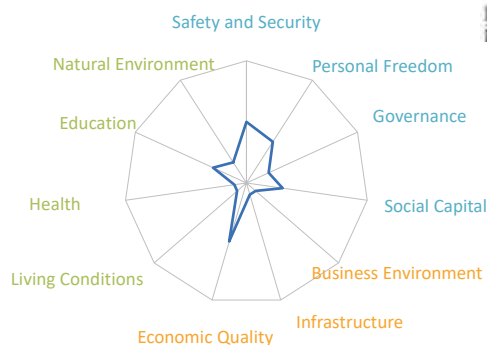 Safety and Security
Natural Environment
Personal Freedom
Education
Governance
Health
Social Capital
Living Conditions
Business Environment
Economic Quality
Infrastructure